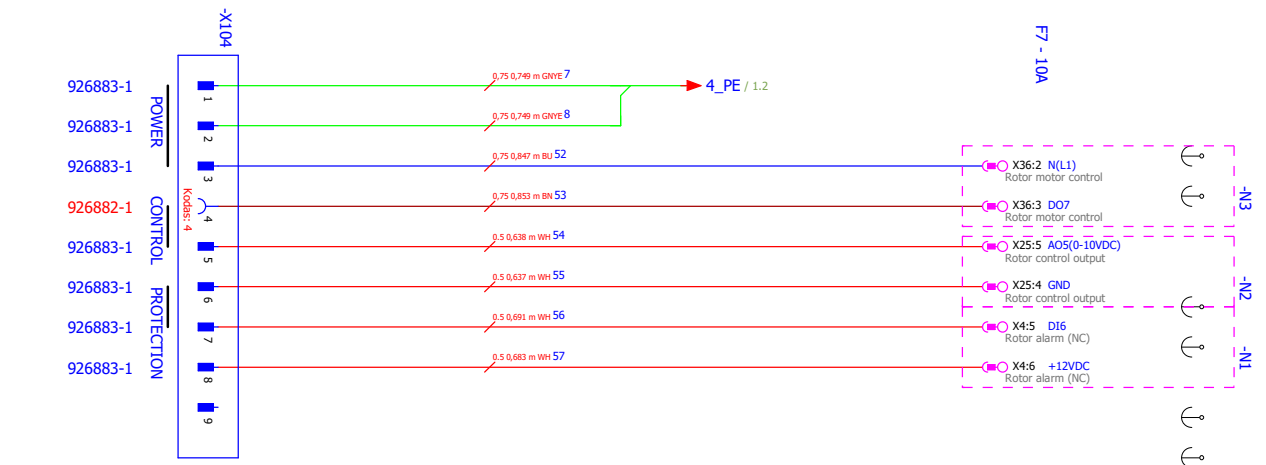 -X104
F7 - 10A
926883-1
1
0,75 0,749 m GNYE 7
4_PE / 1.2
926883-1
2
0,75 0,749 m GNYE 8
POWER
926883-1
3
0,75 0,847 m BU 52
X36:2 N(L1)
Rotor motor control
-N3
926882-1
Kodas: 4
4
0,75 0,853 m BN 53
X36:3 DO7
Rotor motor control
CONTROL
926883-1
5
0.5 0,638 m WH 54
X25:5 AO5(0-10VDC)
Rotor control output
-N2
926883-1
6
0.5 0,637 m WH 55
X25:4 GND
Rotor control output
PROTECTION
926883-1
7
0.5 0,691 m WH 56
X4:5 DI6
Rotor alarm (NC)
-N1
926883-1
8
0.5 0,683 m WH 57
X4:6 +12VDC
Rotor alarm (NC)
9